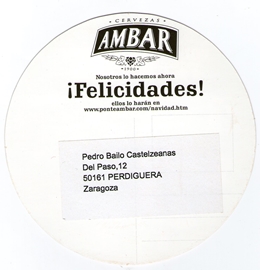 CERVEZAS
AMBAR
1900
Nosotros lo hacemos ahora
¡Felicidades!
ellos lo harán en
www.ponteambar.com/navidad.htm
Pedro Bailo Castelzeanas
Del Paso,12
50161 PERDIGUERA
Zaragoza